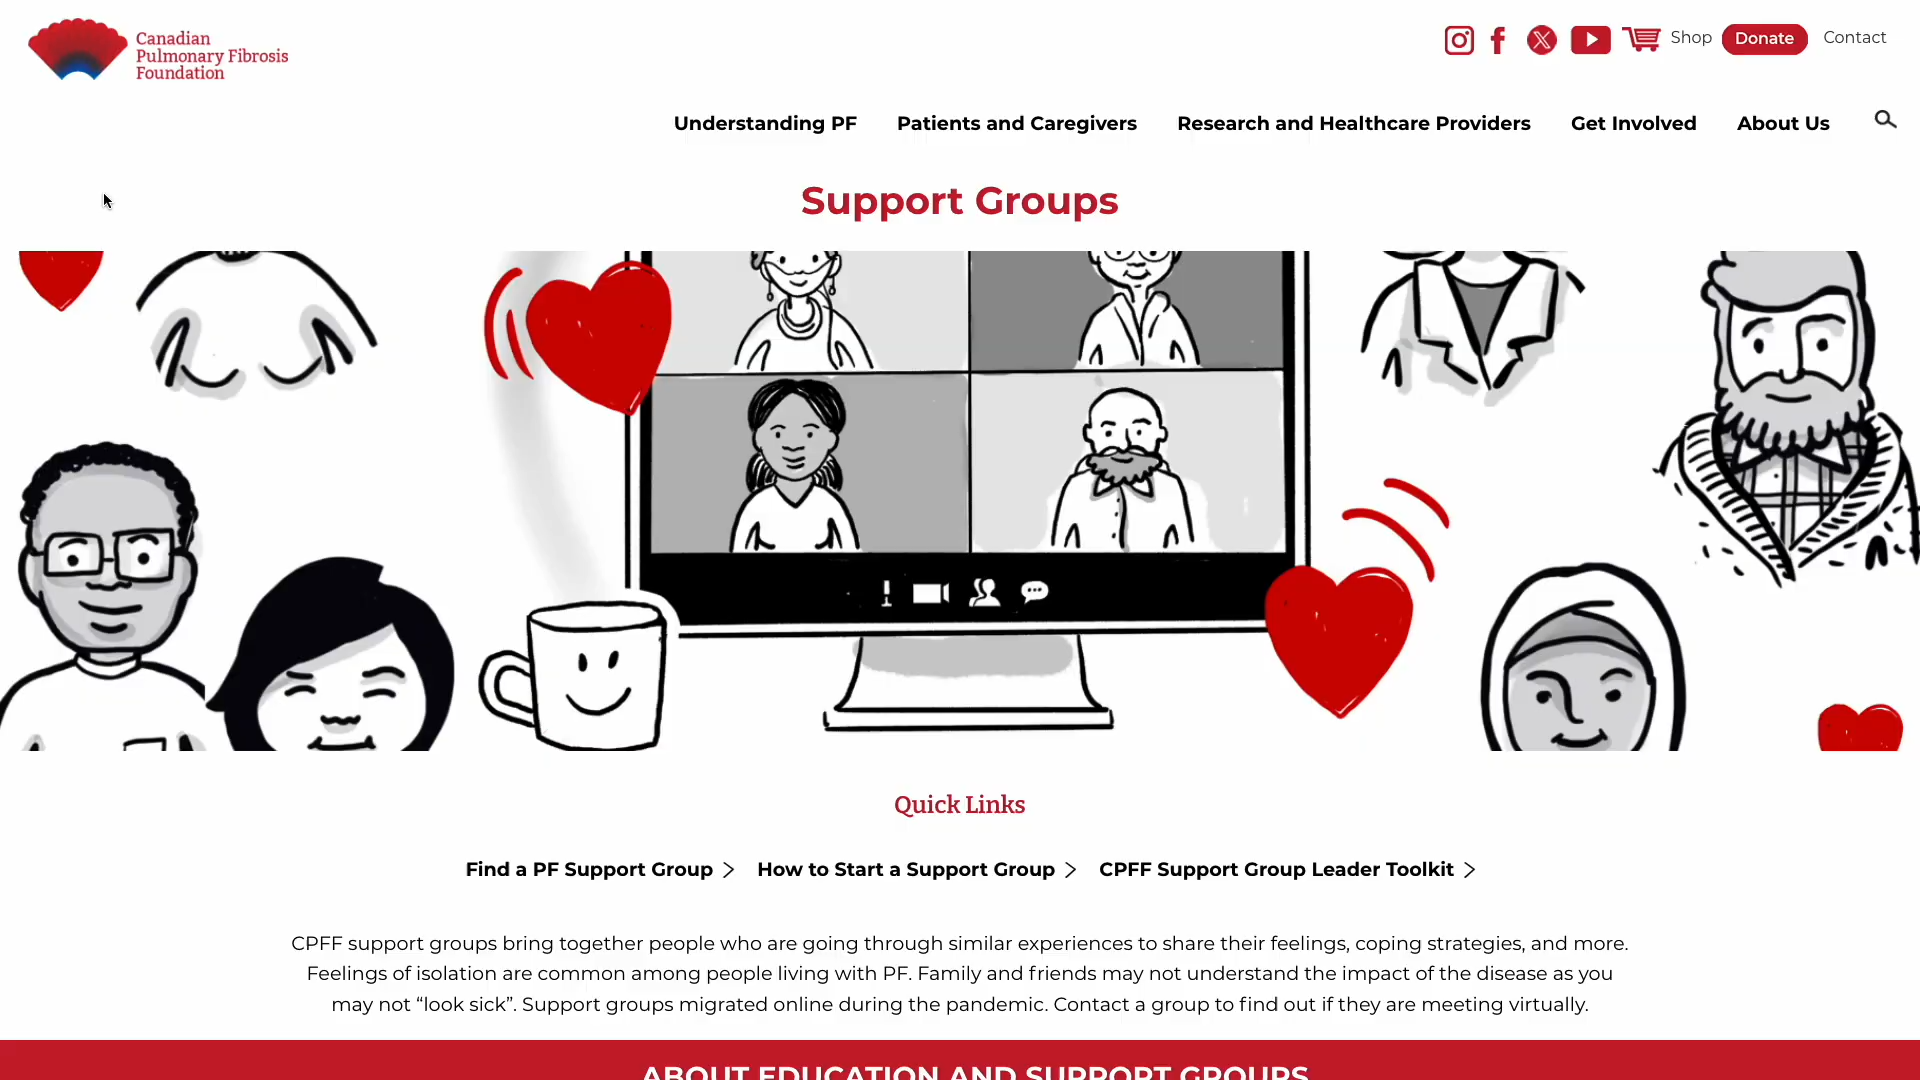 Canadian
Pulmonary Fibrosis
Foundation
Shop
Donate
Contact
Understanding PF
Patients and Caregivers
Research and Healthcare Providers
Get Involved
About Us
Support Groups
Quick Links
Find a PF Support Group
How to Start a Support Group
CPFF Support Group Leader Toolkit
CPFF support groups bring together people who are going through similar experiences to share their feelings, coping strategies, and more.
Feelings of isolation are common among people living with PF. Family and friends may not understand the impact of the disease as you
may not “look sick”. Support groups migrated online during the pandemic. Contact a group to find out if they are meeting virtually.
ABOUT EDUCATION AND SUPPORT GROUPS